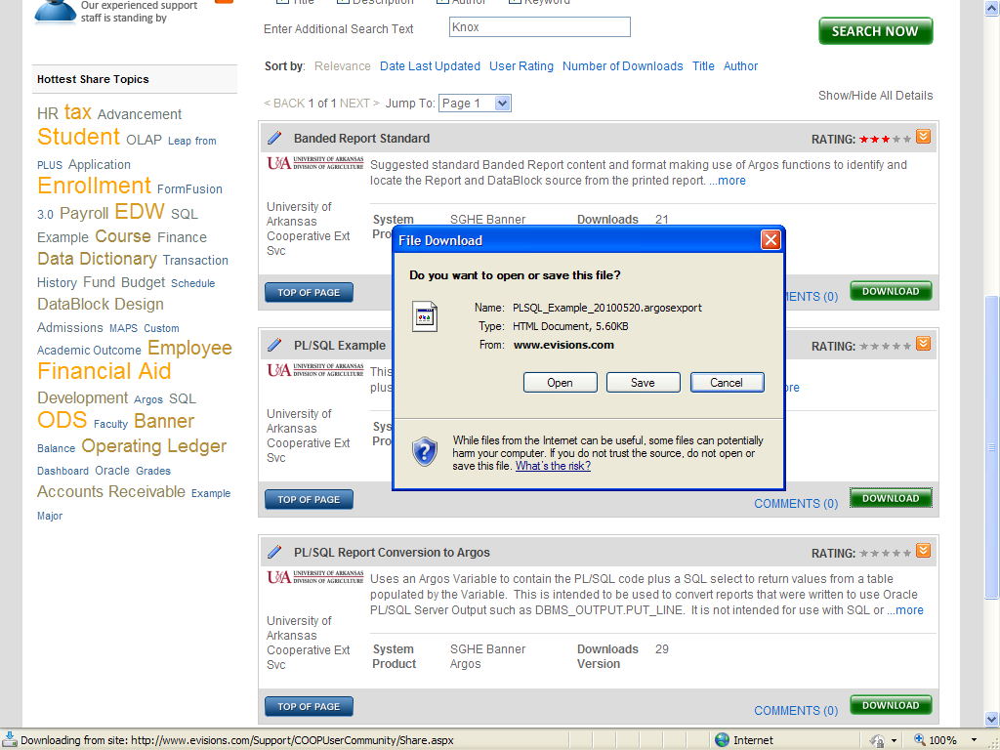 Our experienced support
staff is standing by
Title Description Author Keyword
Enter Additional Search Text Knox
SEARCH NOW
Sort by: Relevance Date Last Updated User Rating Number of Downloads Title Author
< BACK 1 of 1 NEXT > Jump To: Page 1
Show/Hide All Details
Hottest Share Topics
HR tax Advancement
Student OLAP Leap from
PLUS Application
Enrollment FormFusion
3.0 Payroll EDW SQL
Example Course Finance
Data Dictionary Transaction
History Fund Budget Schedule
DataBlock Design
Admissions MAPS Custom
Academic Outcome Employee
Financial Aid
Development Argos SQL
ODS Faculty Banner
Balance Operating Ledger
Dashboard Oracle Grades
Accounts Receivable Example
Major
Banded Report Standard
RATING:
UNIVERSITY OF ARKANSAS
DIVISION OF AGRICULTURE
Suggested standard Banded Report content and format making use of Argos functions to identify and
locate the Report and DataBlock source from the printed report. ...more
University of
Arkansas
Cooperative Ext
Svc
System SGHE Banner Downloads 21
Pro
TOP OF PAGE
MENTS (0)
DOWNLOAD
PL/SQL Example
RATING:
UNIVERSITY OF ARKANSAS
DIVISION OF AGRICULTURE
This
plus
ore
University of
Arkansas
Cooperative Ext
Svc
Sys
Pro
TOP OF PAGE
COMMENTS (0)
DOWNLOAD
File Download
Do you want to open or save this file?
Name: PLSQL_Example_20100520.argosexport
Type: HTML Document, 5.60KB
From: www.evisions.com
Open Save Cancel
While files from the Internet can be useful, some files can potentially
harm your computer. If you do not trust the source, do not open or
save this file. What's the risk?
PL/SQL Report Conversion to Argos
RATING:
UNIVERSITY OF ARKANSAS
DIVISION OF AGRICULTURE
Uses an Argos Variable to contain the PL/SQL code plus a SQL select to return values from a table
populated by the Variable. This is intended to be used to convert reports that were written to use Oracle
PL/SQL Server Output such as DBMS_OUTPUT.PUT_LINE. It is not intended for use with SQL or ...more
University of
Arkansas
Cooperative Ext
Svc
System SGHE Banner Downloads 29
Product Argos Version
TOP OF PAGE
COMMENTS (0)
DOWNLOAD
Downloading from site: http://www.evisions.com/Support/COOPUserCommunity/Share.aspx
Internet
100%